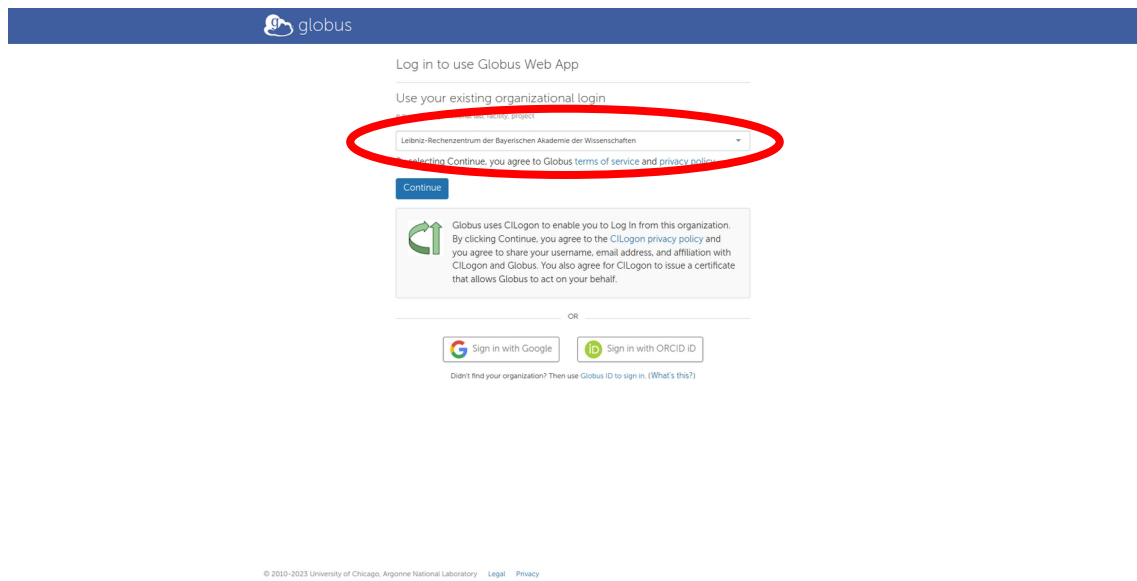 globus
Log in to use Globus Web App
Use your existing organizational login
facility, project
Leibniz-Rechenzentrum der Bayerischen Akademie der Wissenschaften
selecting Continue, you agree to Globus terms of service and privacy policy
Continue
Globus uses CILogon to enable you to Log In from this organization.
By clicking Continue, you agree to the CILogon privacy policy and
you agree to share your username, email address, and affiliation with
CILogon and Globus. You also agree for CILogon to issue a certificate
that allows Globus to act on your behalf.
OR
Sign in with Google
iD Sign in with ORCID iD
Didn't find your organization? Then use Globus ID to sign in. (What's this?)
© 2010-2023 University of Chicago, Argonne National Laboratory Legal Privacy